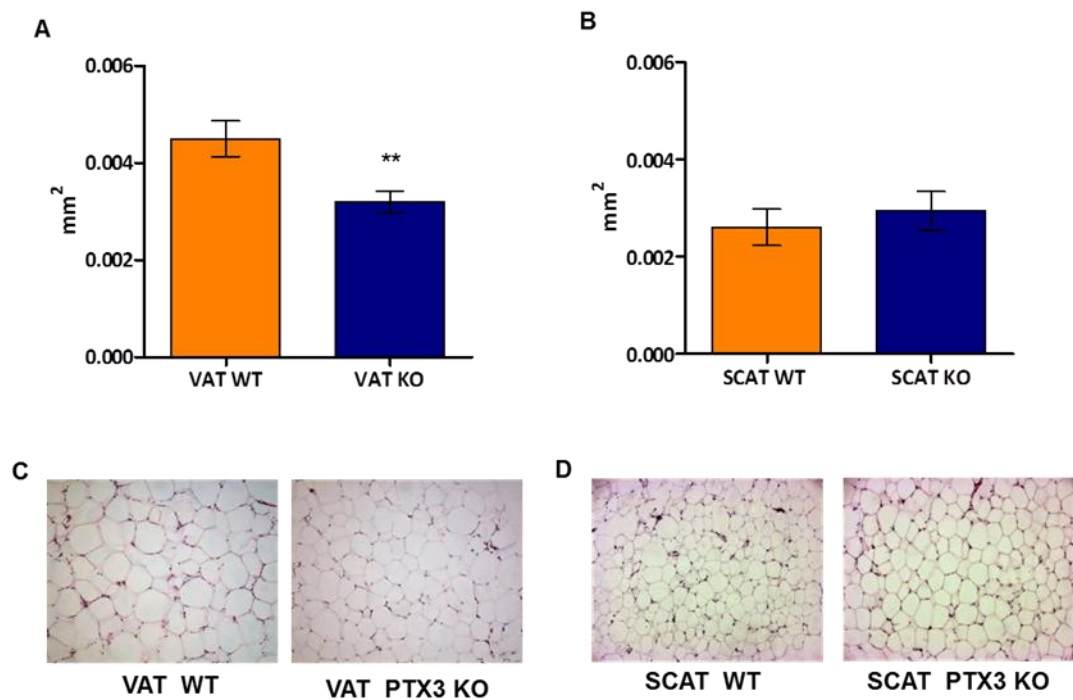 A
0.006
0.004
0.002
0.000
mm²
**
VAT WT
VAT KO
B
0.006
0.004
0.002
0.000
mm²
SCAT WT
SCAT KO
C
VAT WT
VAT PTX3 KO
D
SCAT WT
SCAT PTX3 KO